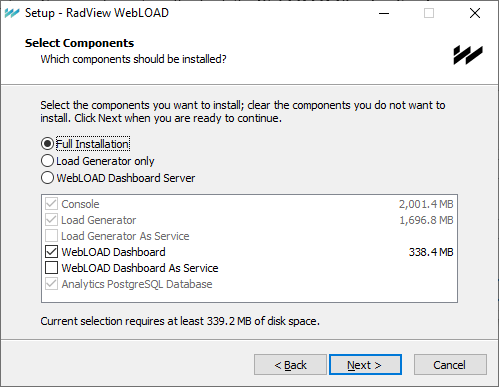 Setup - RadView WebLOAD
Select Components
Which components should be installed?
Select the components you want to install; clear the components you do not want to
install. Click Next when you are ready to continue.
Full Installation
Load Generator only
WebLOAD Dashboard Server
Console 2,001.4 MB
Load Generator 1,696.8 MB
Load Generator As Service
WebLOAD Dashboard 338.4 MB
WebLOAD Dashboard As Service
Analytics PostgreSQL Database
Current selection requires at least 339.2 MB of disk space.
< Back Next > Cancel